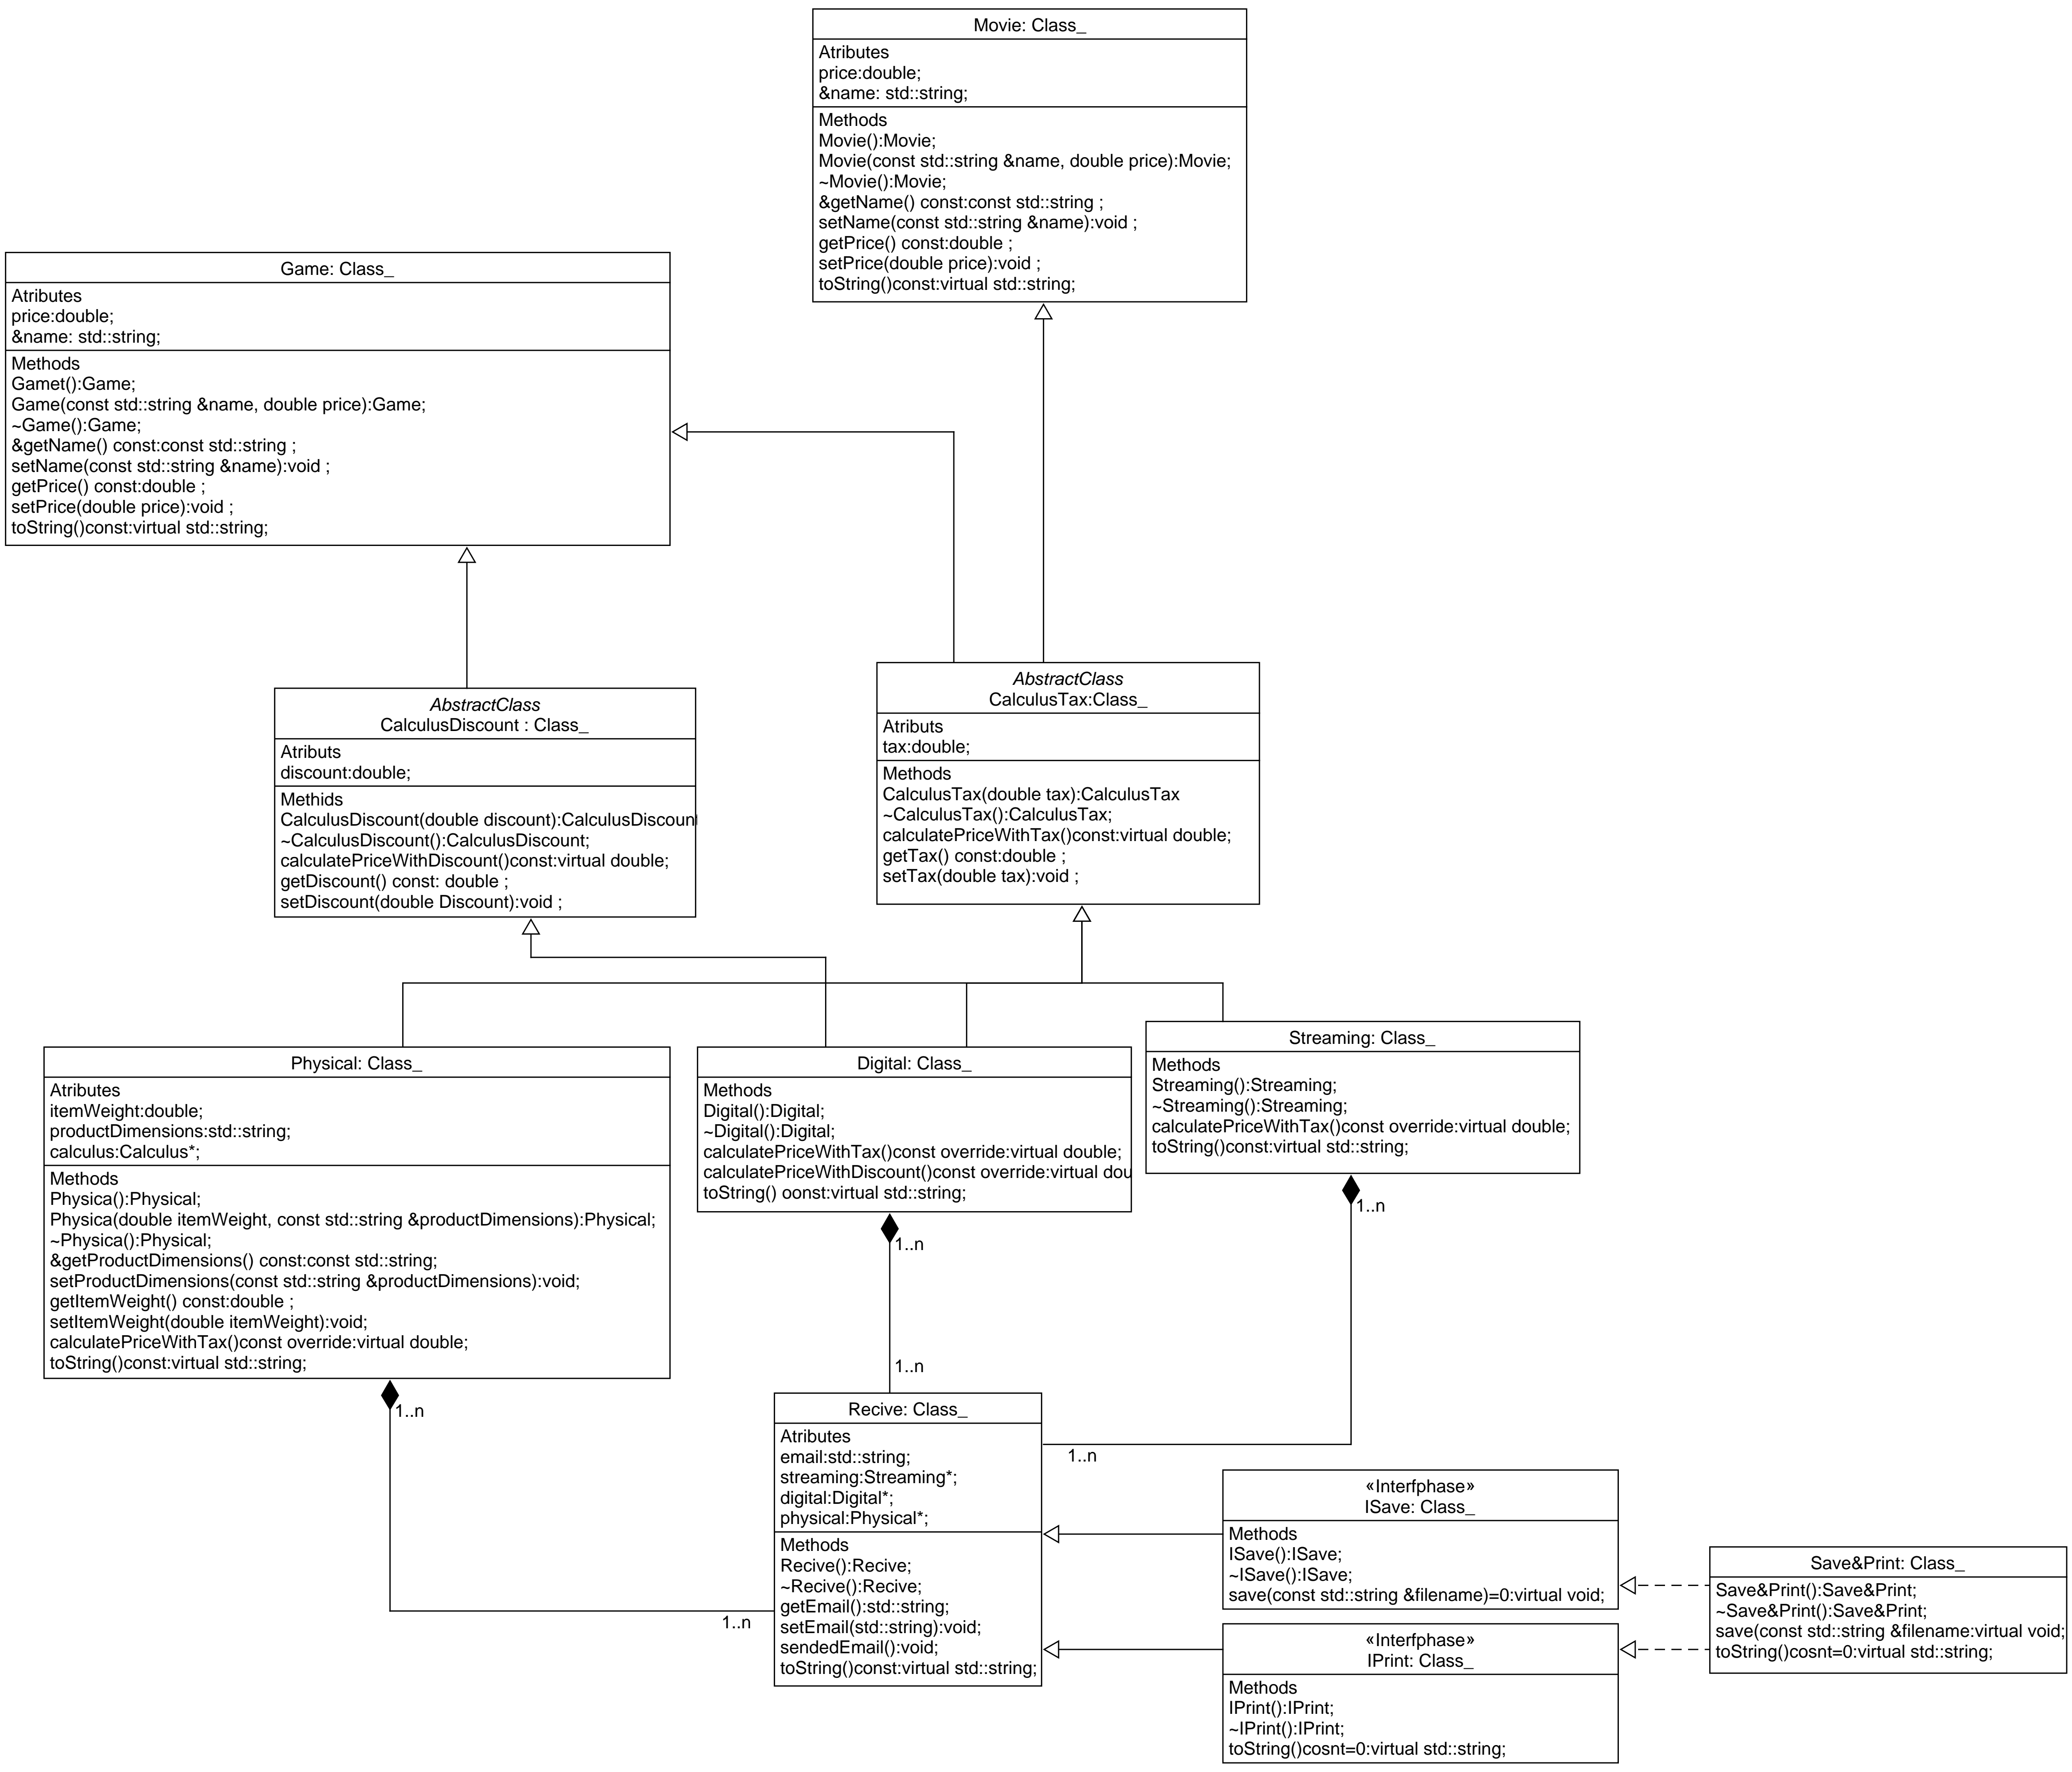 Movie: Class_
Atributes
price:double;
&name: std::string;
Methods
Movie():Movie;
Movie(const std::string &name, double price):Movie;
~Movie():Movie;
&getName() const:const std::string ;
setName(const std::string &name):void ;
getPrice() const:double ;
setPrice(double price):void ;
toString()const:virtual std::string;
Game: Class_
Atributes
price:double;
&name: std::string;
Methods
Gamet():Game;
Game(const std::string &name, double price):Game;
~Game():Game;
&getName() const:const std::string ;
setName(const std::string &name):void ;
getPrice() const:double ;
setPrice(double price):void ;
toString()const:virtual std::string;
AbstractClass
CalculusDiscount : Class_
Atributs
discount:double;
Methids
CalculusDiscount(double discount):CalculusDiscount
~CalculusDiscount():CalculusDiscount;
calculatePriceWithDiscount()const:virtual double;
getDiscount() const: double ;
setDiscount(double Discount):void ;
AbstractClass
CalculusTax:Class_
Atributs
tax:double;
Methods
CalculusTax(double tax):CalculusTax
~CalculusTax():CalculusTax;
calculatePriceWithTax()const:virtual double;
getTax() const:double ;
setTax(double tax):void ;
Physical: Class_
Atributes
itemWeight:double;
productDimensions:std::string;
calculus:Calculus*;
Methods
Physica():Physical;
Physica(double itemWeight, const std::string &productDimensions):Physical;
~Physica():Physical;
&getProductDimensions() const:const std::string;
setProductDimensions(const std::string &productDimensions):void;
getItemWeight() const:double ;
setItemWeight(double itemWeight):void;
calculatePriceWithTax()const override:virtual double;
toString()const:virtual std::string;
Digital: Class_
Methods
Digital():Digital;
~Digital():Digital;
calculatePriceWithTax()const override:virtual double;
calculatePriceWithDiscount()const override:virtual dou
toString() oonst:virtual std::string;
Streaming: Class_
Methods
Streaming():Streaming;
~Streaming():Streaming;
calculatePriceWithTax()const override:virtual double;
toString()const:virtual std::string;
1..n
1..n
1..n
1..n
1..n
1..n
Recive: Class_
Atributes
email:std::string;
streaming:Streaming*;
digital:Digital*;
physical:Physical*;
Methods
Recive():Recive;
~Recive():Recive;
getEmail():std::string;
setEmail(std::string):void;
sendedEmail():void;
toString()const:virtual std::string;
«Interfphase»
ISave: Class_
Methods
ISave():ISave;
~ISave():ISave;
save(const std::string &filename)=0:virtual void;
«Interfphase»
IPrint: Class_
Methods
IPrint():IPrint;
~IPrint():IPrint;
toString()cosnt=0:virtual std::string;
Save&Print: Class_
Save&Print():Save&Print;
~Save&Print():Save&Print;
save(const std::string &filename:virtual void;
toString()cosnt=0:virtual std::string;